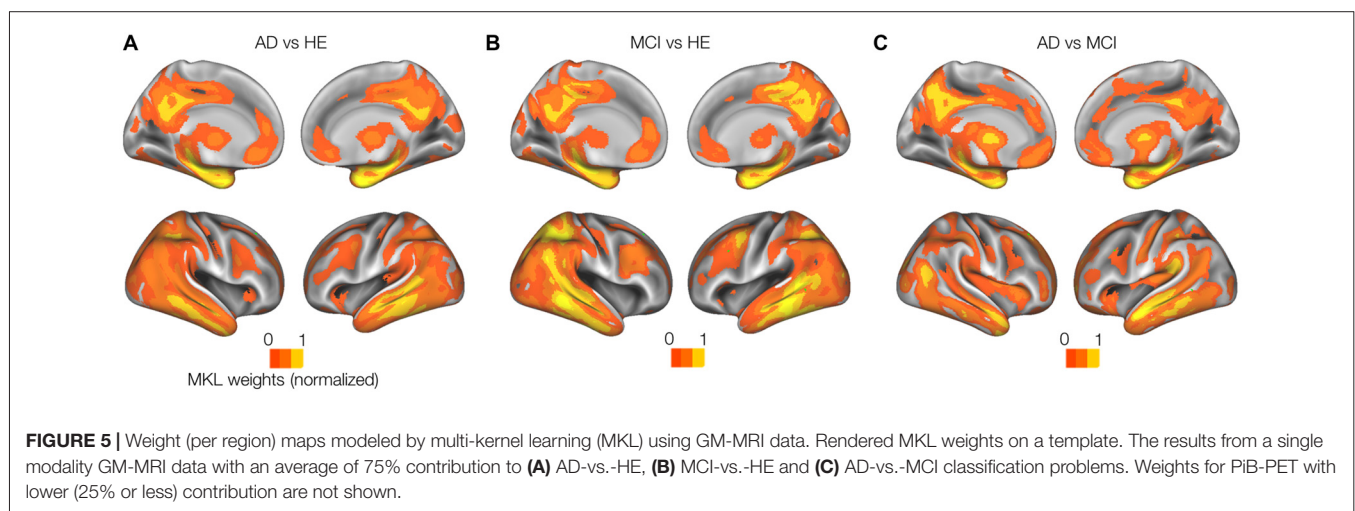 A AD vs HE B MCI vs HE C AD vs MCI
0 1 0 1 0 1
MKL weights (normalized)
FIGURE 5 | Weight (per region) maps modeled by multi-kernel learning (MKL) using GM-MRI data. Rendered MKL weights on a template. The results from a single
modality GM-MRI data with an average of 75% contribution to (A) AD-vs.-HE, (B) MCI-vs.-HE and (C) AD-vs.-MCI classification problems. Weights for PiB-PET with
lower (25% or less) contribution are not shown.